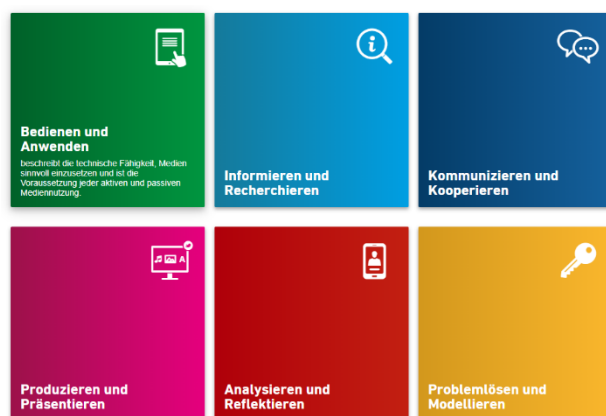 Bedienen und
Anwenden
beschreibt die technische Fähigkeit, Medien
sinnvoll einzusetzen und ist die
Voraussetzung jeder aktiven und passiven
Mediennutzung.
Informieren und
Recherchieren
Kommunizieren und
Kooperieren
Produzieren und
Präsentieren
Analysieren und
Reflektieren
Problemlösen und
Modellieren